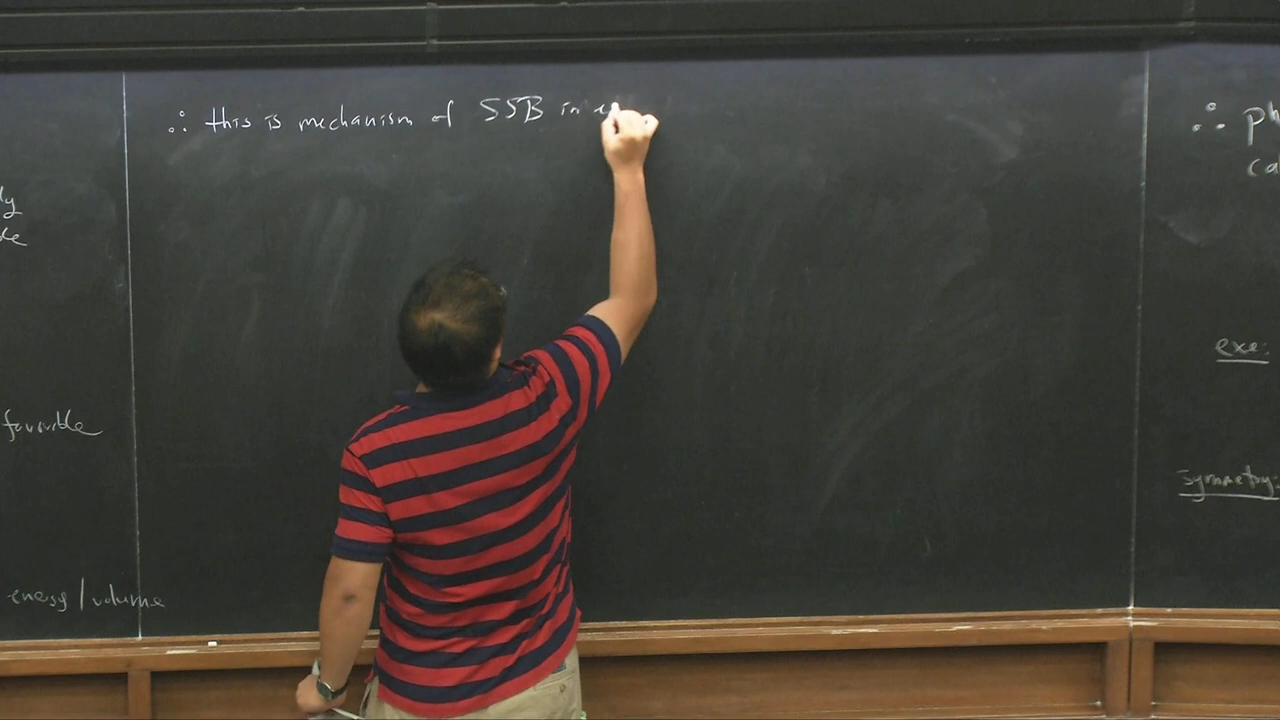 ∴ this is mechanism of SSB in
favorable
energy/volume
∴ ph
ca
exe:
symmetry: